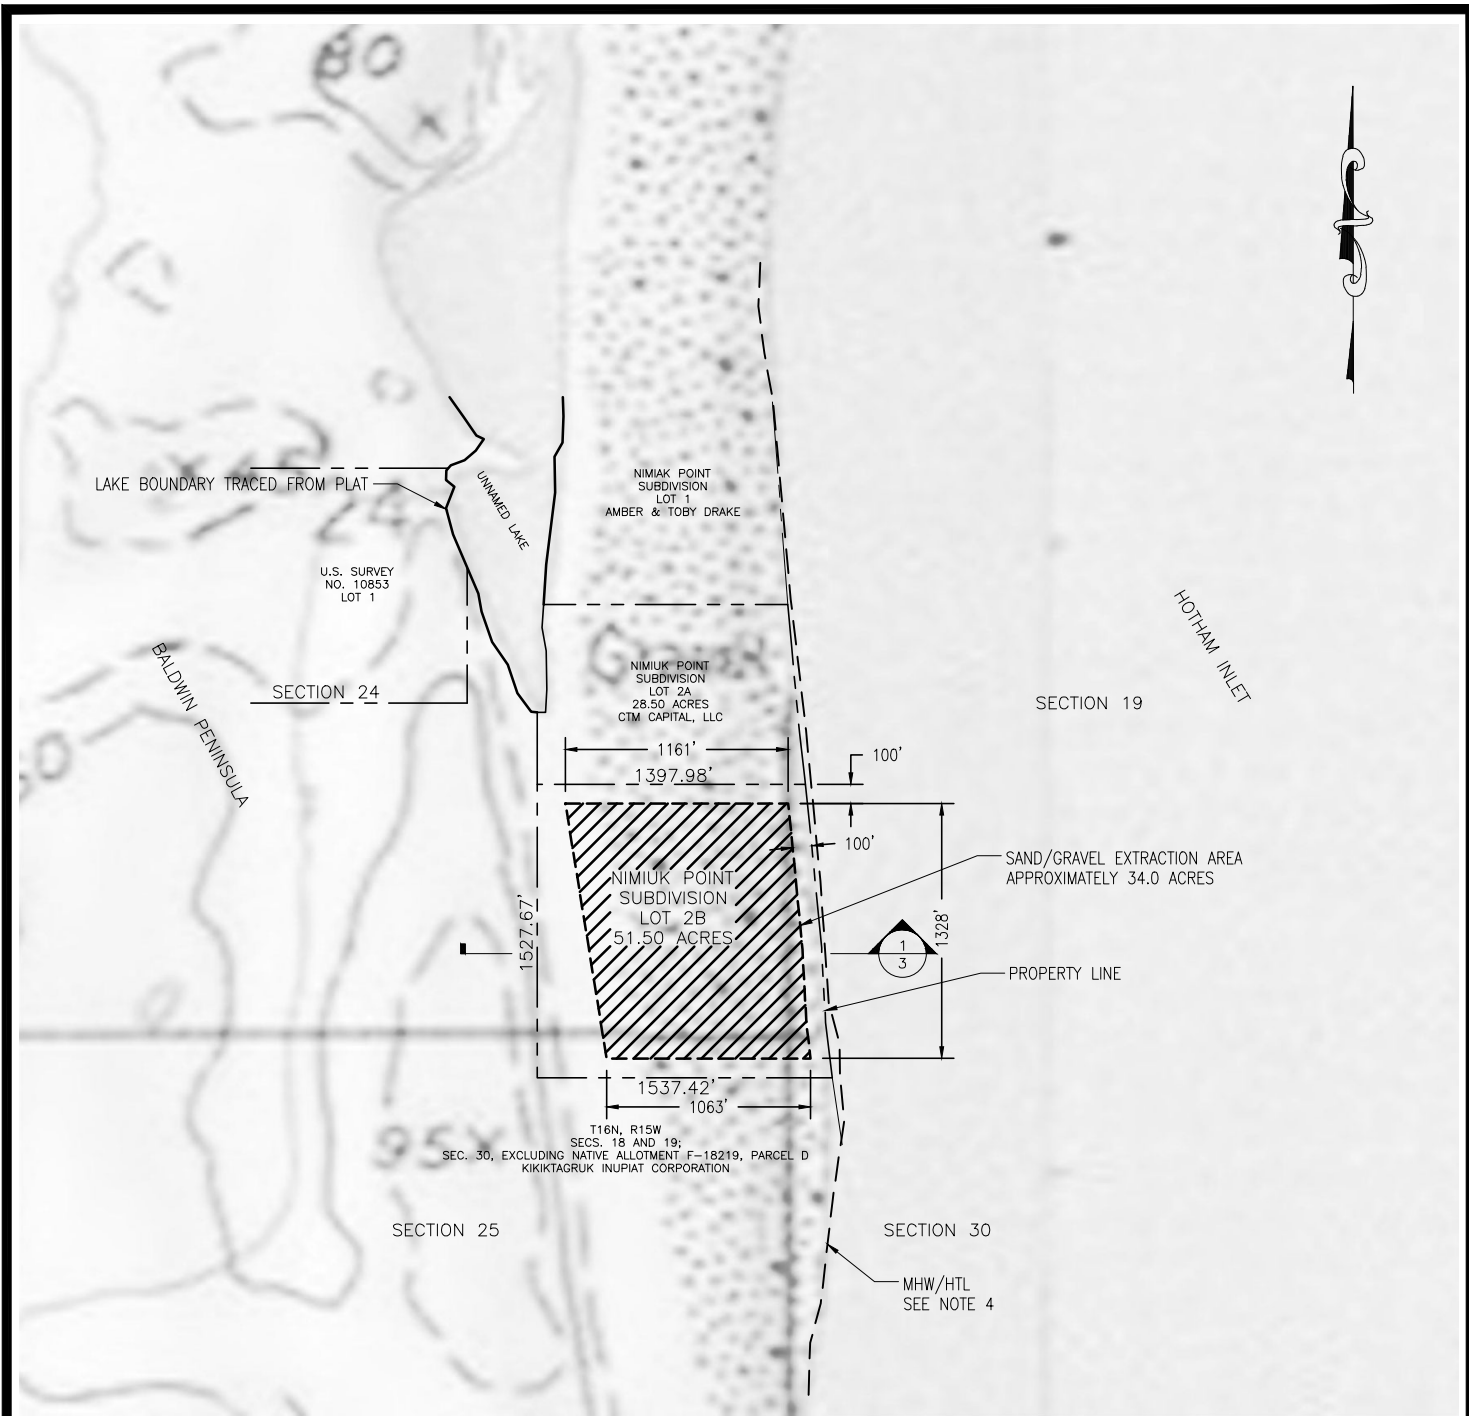 80
LAKE BOUNDARY TRACED FROM PLAT
UNNAMED LAKE
NIMIAK POINT
SUBDIVISION
LOT 1
AMBER & TOBY DRAKE
24
U.S. SURVEY
NO. 10853
LOT 1
HOTHAM INLET
BALDWIN PENINSULA
SECTION 24
NIMIUK POINT
SUBDIVISION
LOT 2A
28.50 ACRES
CTM CAPITAL, LLC
SECTION 19
1161'
100'
1397.98'
100'
SAND/GRAVEL EXTRACTION AREA
APPROXIMATELY 34.0 ACRES
NIMIUK POINT
SUBDIVISION
LOT 2B
51.50 ACRES
1527.67'
1328'
1
3
PROPERTY LINE
1537.42'
1063'
T16N, R15W
SECS. 18 AND 19;
SEC. 30, EXCLUDING NATIVE ALLOTMENT F-18219, PARCEL D
KIKIKTAGRUK INUPIAT CORPORATION
95X
SECTION 25
SECTION 30
MHW/HTL
SEE NOTE 4